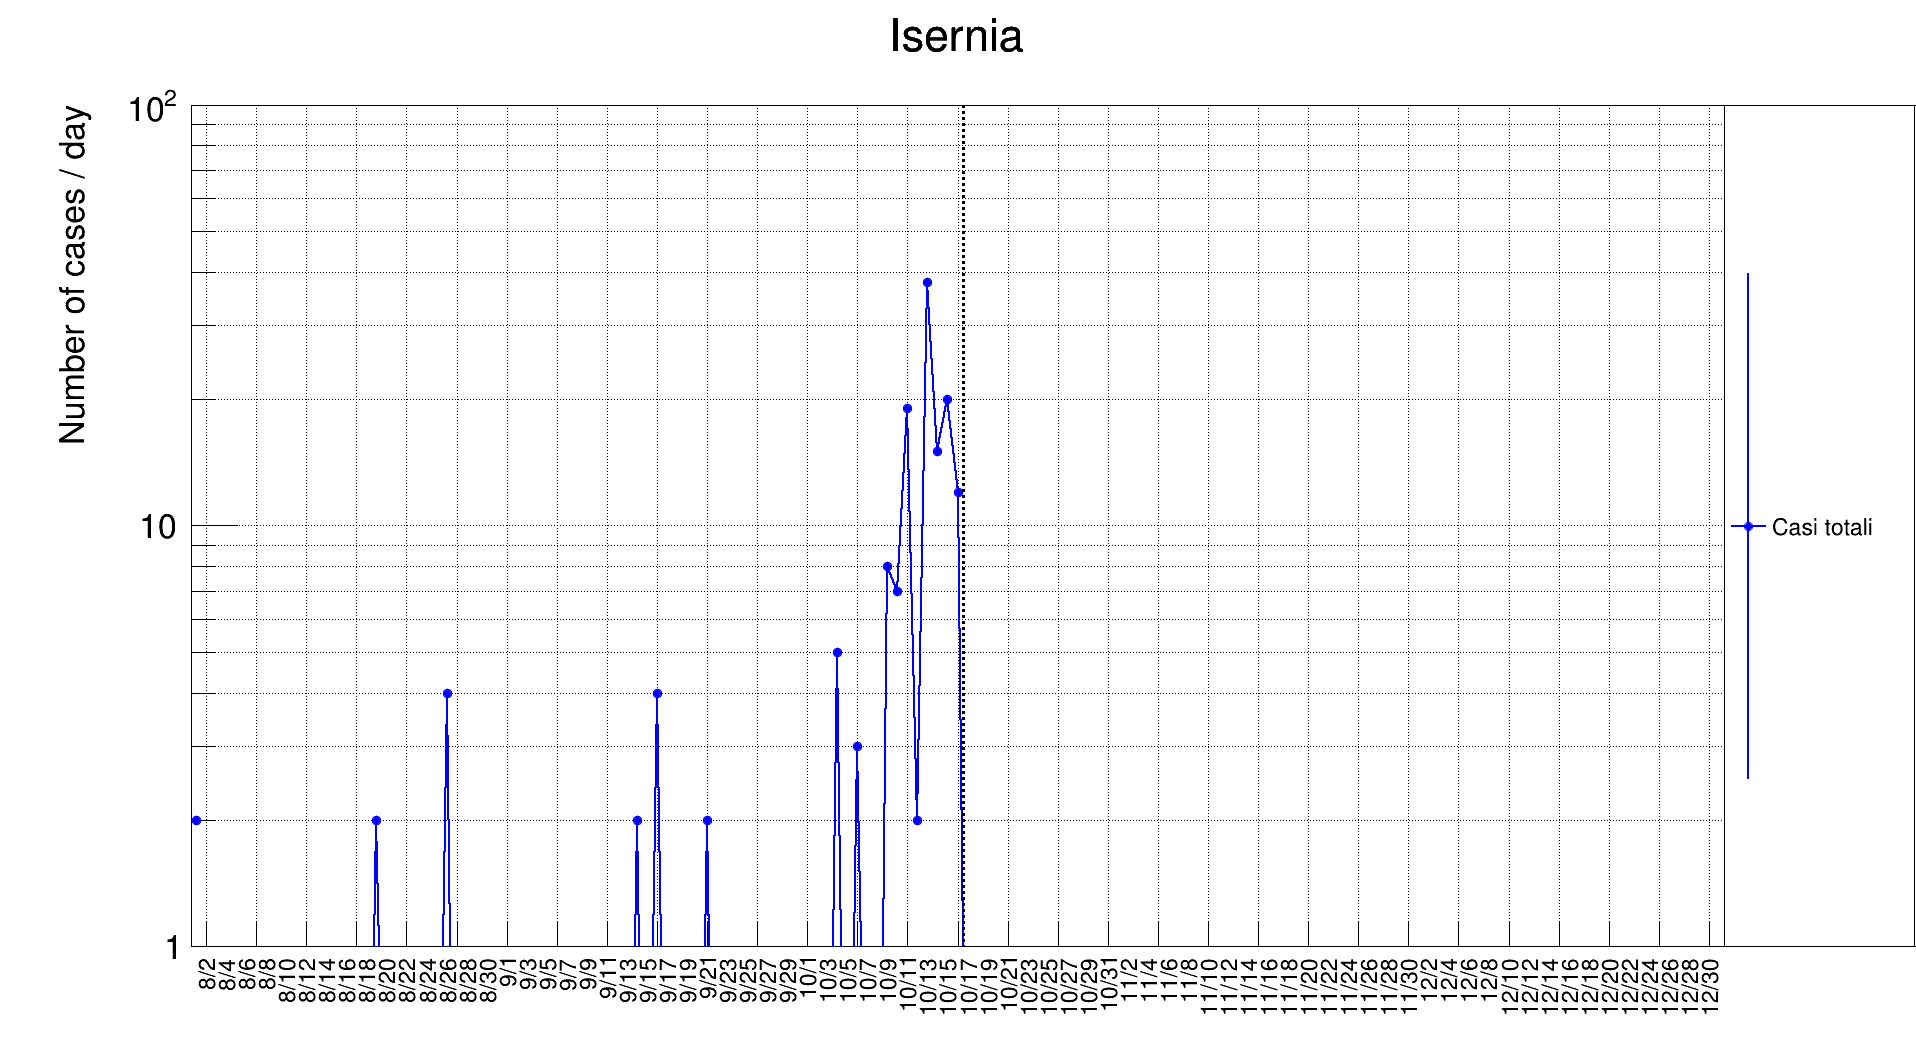 Isernia
Number of cases / day
10²
10
1
8/2 8/4 8/6 8/8 8/10 8/12 8/14 8/16 8/18 8/20 8/22 8/24 8/26 8/28 8/30 9/1 9/3 9/5 9/7 9/9 9/11 9/13 9/15 9/17 9/19 9/21 9/23 9/25 9/27 9/29 10/1 10/3 10/5 10/7 10/9 10/11 10/13 10/15 10/17 10/19 10/21 10/23 10/25 10/27 10/29 10/31 11/2 11/4 11/6 11/8 11/10 11/12 11/14 11/16 11/18 11/20 11/22 11/24 11/26 11/28 11/30 12/2 12/4 12/6 12/8 12/10 12/12 12/14 12/16 12/18 12/20 12/22 12/24 12/26 12/28 12/30
Casi totali